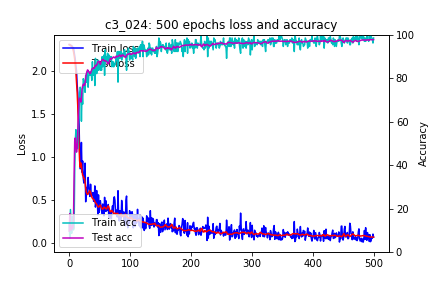 c3_024: 500 epochs loss and accuracy
Train loss
Test loss
Train acc
Test acc
Loss
2.0
1.5
1.0
0.5
0.0
Accuracy
100
80
60
40
20
0
0
100
200
300
400
500